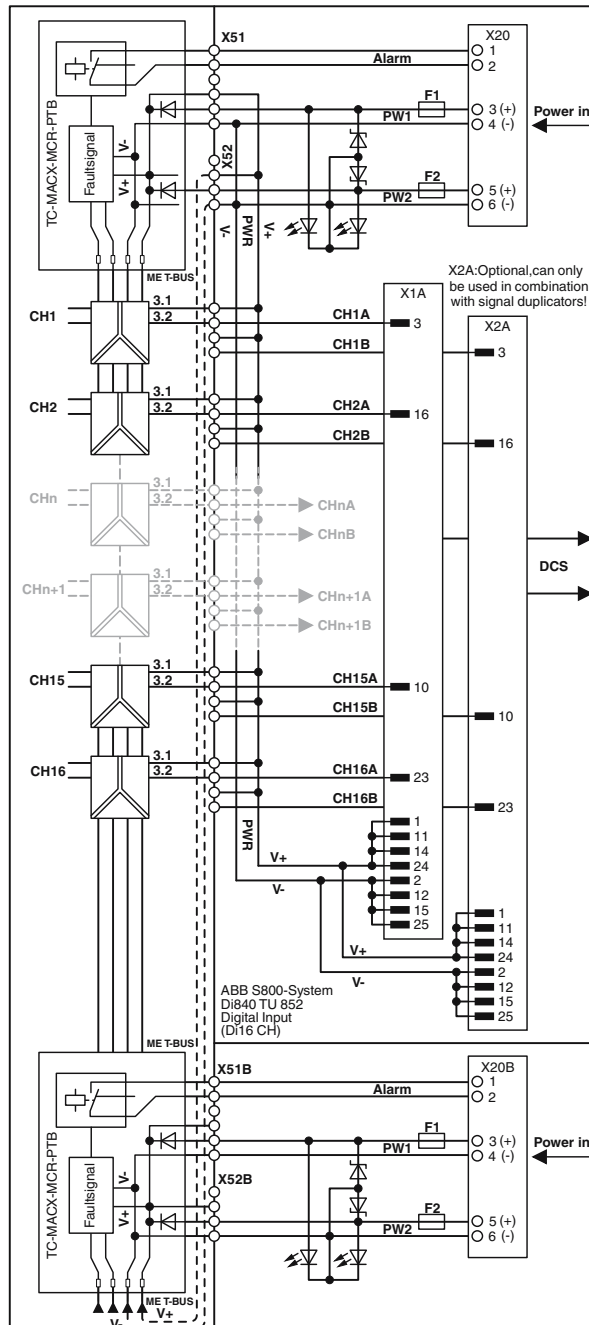 X51
X20
1
Alarm
2
TC-MACX-MCR-PTB
F1
3 (+)
Power in
PW1
4 (-)
Faultsignal
V-
V+
X52
F2
5 (+)
PW2
6 (-)
V-
PWR
V+
ME T-BUS
X2A:Optional,can only
be used in combination
with signal duplicators!
X1A
X2A
CH1
3.1
3.2
CH1A
3
CH1B
3
CH2
3.1
3.2
CH2A
16
CH2B
16
CHn
3.1
3.2
CHnA
CHnB
DCS
CHn+1
3.1
3.2
CHn+1A
CHn+1B
CH15
3.1
3.2
CH15A
10
CH15B
10
CH16
3.1
3.2
CH16A
23
CH16B
23
PWR
1
11
14
V+
24
V-
2
12
15
25
1
11
14
V+
24
V-
2
12
15
25
ABB S800-System
Di840 TU 852
Digital Input
(Di16 CH)
ME T-BUS
X51B
X20B
1
Alarm
2
TC-MACX-MCR-PTB
F1
3 (+)
Power in
PW1
4 (-)
Faultsignal
V-
V+
X52B
F2
5 (+)
PW2
6 (-)
ME T-BUS
V+
V-